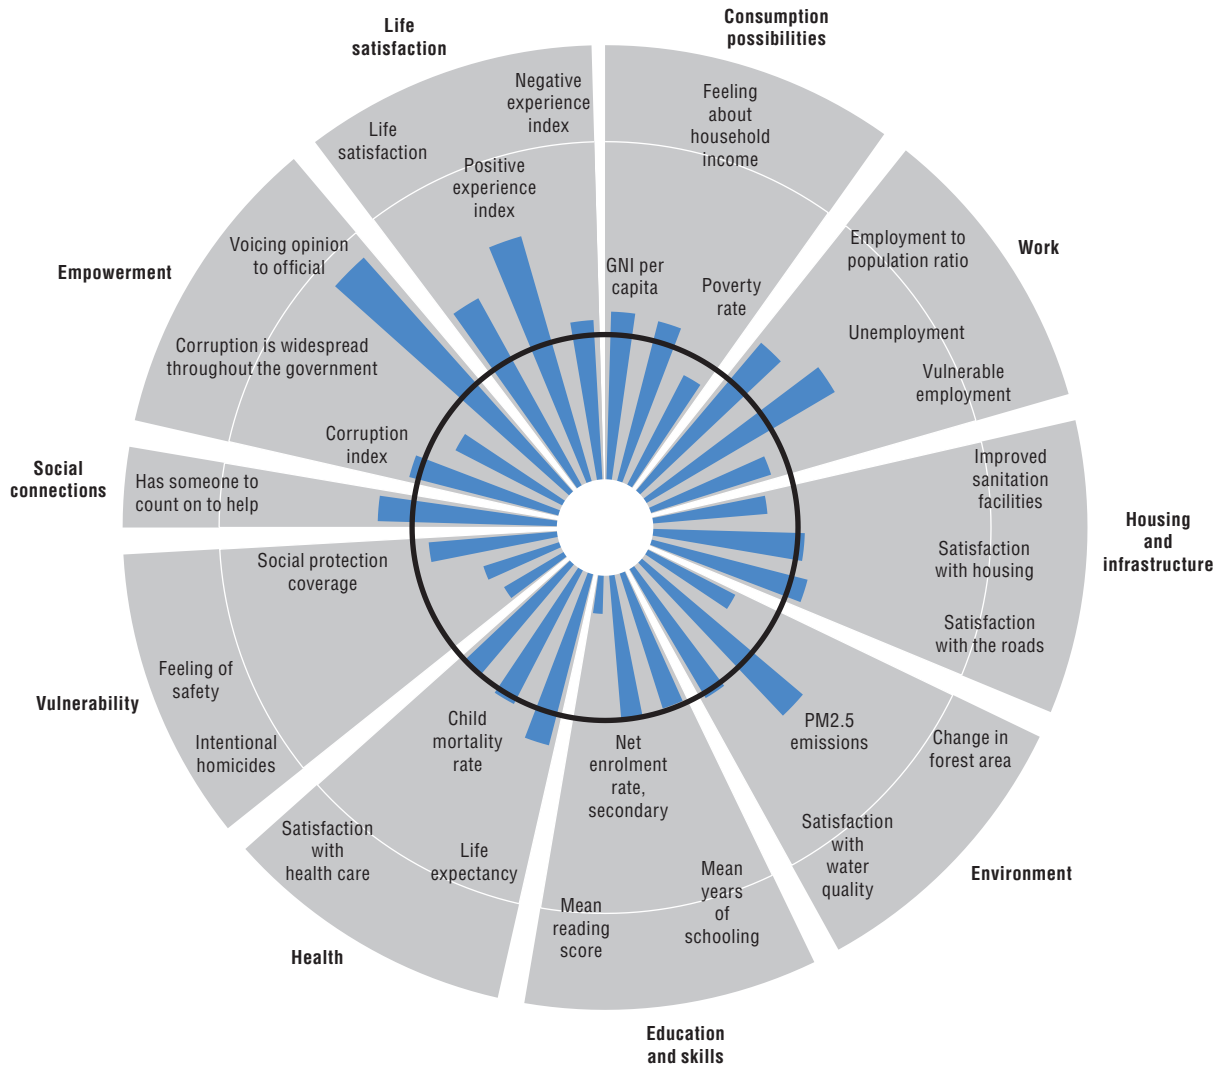 Life
satisfaction
Consumption
possibilities
Negative
experience
index
Life
satisfaction
Positive
experience
index
Feeling
about
household
income
GNI per
capita
Poverty
rate
Work
Employment to
population ratio
Unemployment
Vulnerable
employment
Housing
and
infrastructure
Improved
sanitation
facilities
Satisfaction
with housing
Satisfaction
with the roads
Environment
PM2.5
emissions
Change in
forest area
Satisfaction
with
water
quality
Education
and skills
Net
enrolment
rate,
secondary
Mean
years
of
schooling
Mean
reading
score
Health
Child
mortality
rate
Life
expectancy
Satisfaction
with
health care
Vulnerability
Social protection
coverage
Feeling of
safety
Intentional
homicides
Social
connections
Has someone to
count on to help
Empowerment
Voicing opinion
to official
Corruption is widespread
throughout the government
Corruption
index